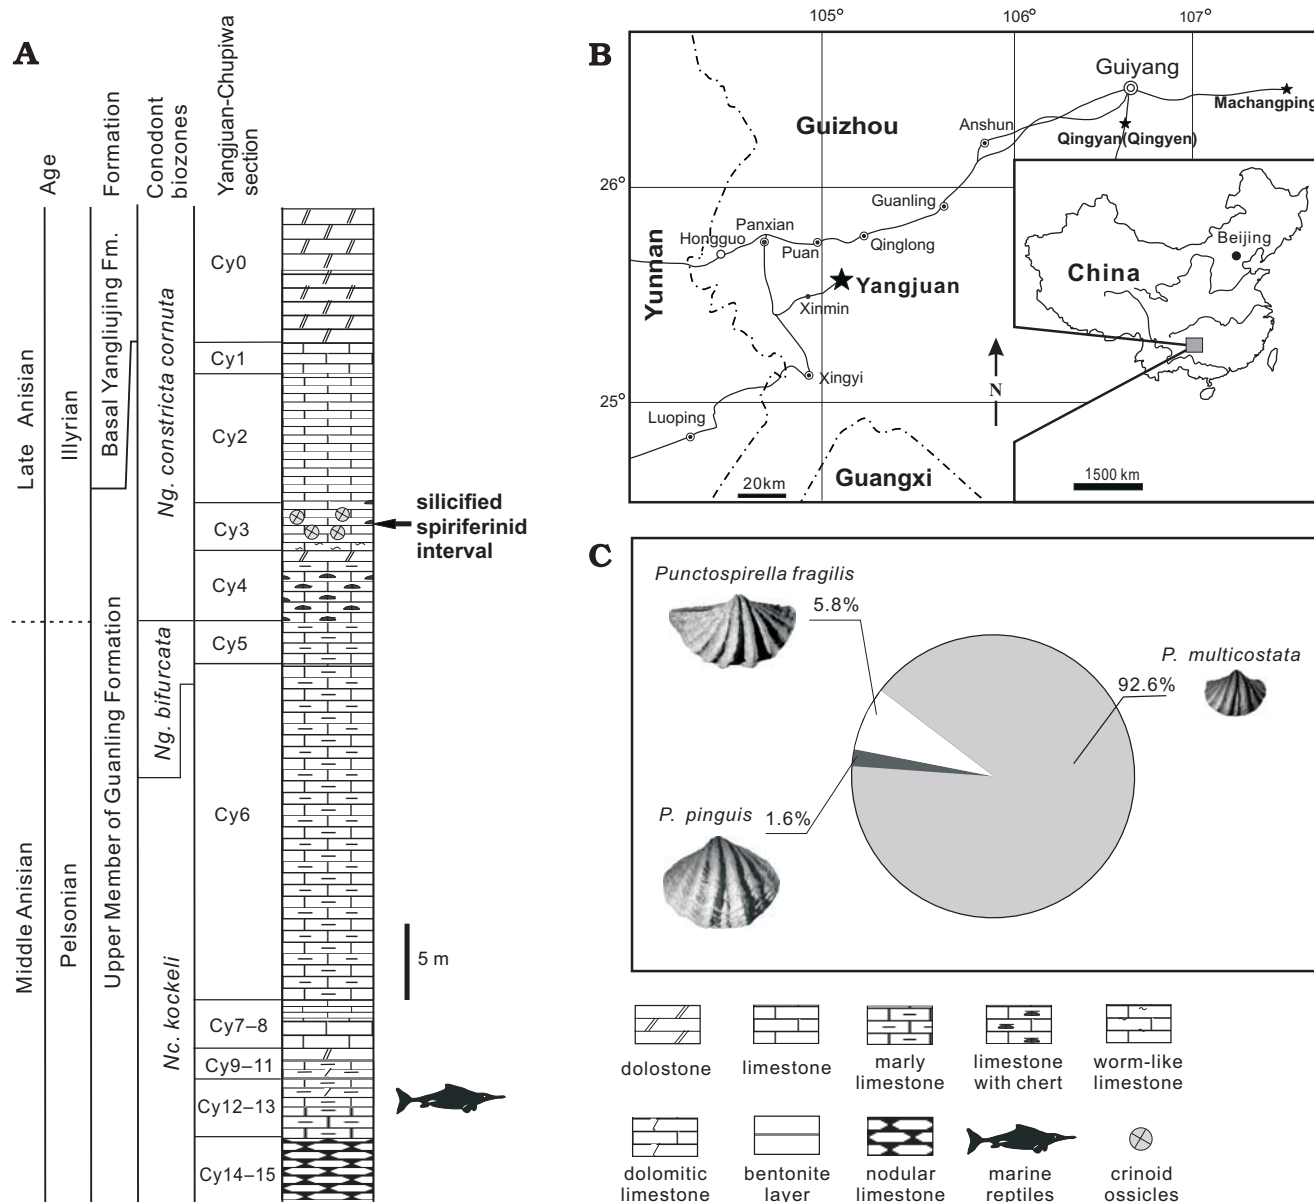 A
Age
Formation
Conodont
biozones
Yangjuan-Chupiwa
section
Late Anisian
Middle Anisian
Illyrian
Pelsonian
Basal Yangliujing Fm.
Upper Member of Guanling Formation
Ng. constricta cornuta
Ng. bifurcata
Nc. kockeli
Cy0
Cy1
Cy2
Cy3
Cy4
Cy5
Cy6
Cy7–8
Cy9–11
Cy12–13
Cy14–15
silicified
spiriferinid
interval
5 m
B
105°
106°
107°
26°
25°
Guiyang
Machangping
Qingyan(Qingyen)
Anshun
Guizhou
Guanling
Panxian
Hongguo
Puan
Qinglong
Yunnan
Yangjuan
Xinmin
Xingyi
Luoping
Guangxi
20km
N
China
Beijing
1500 km
C
Punctospirella fragilis
5.8%
P. multicostata
92.6%
P. pinguis
1.6%
dolostone
limestone
marly
limestone
limestone
with chert
worm-like
limestone
dolomitic
limestone
bentonite
layer
nodular
limestone
marine
reptiles
crinoid
ossicles